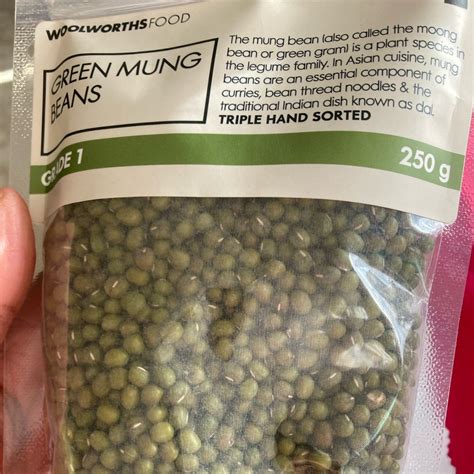 WOOLWORTHSFOOD
GREEN MUNG
BEANS
The mung bean (also called the moong
bean or green gram) is a plant species in
the legume family. In Asian cuisine, mung
beans are an essential component of
curries, bean thread noodles & the
traditional Indian dish known as dal.
TRIPLE HAND SORTED
GRADE 1
250 g